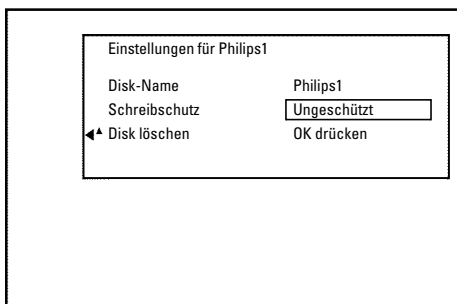 Einstellungen für Philips1
Disk-Name Philips1
Schreibschutz Ungeschützt
Disk löschen OK drücken